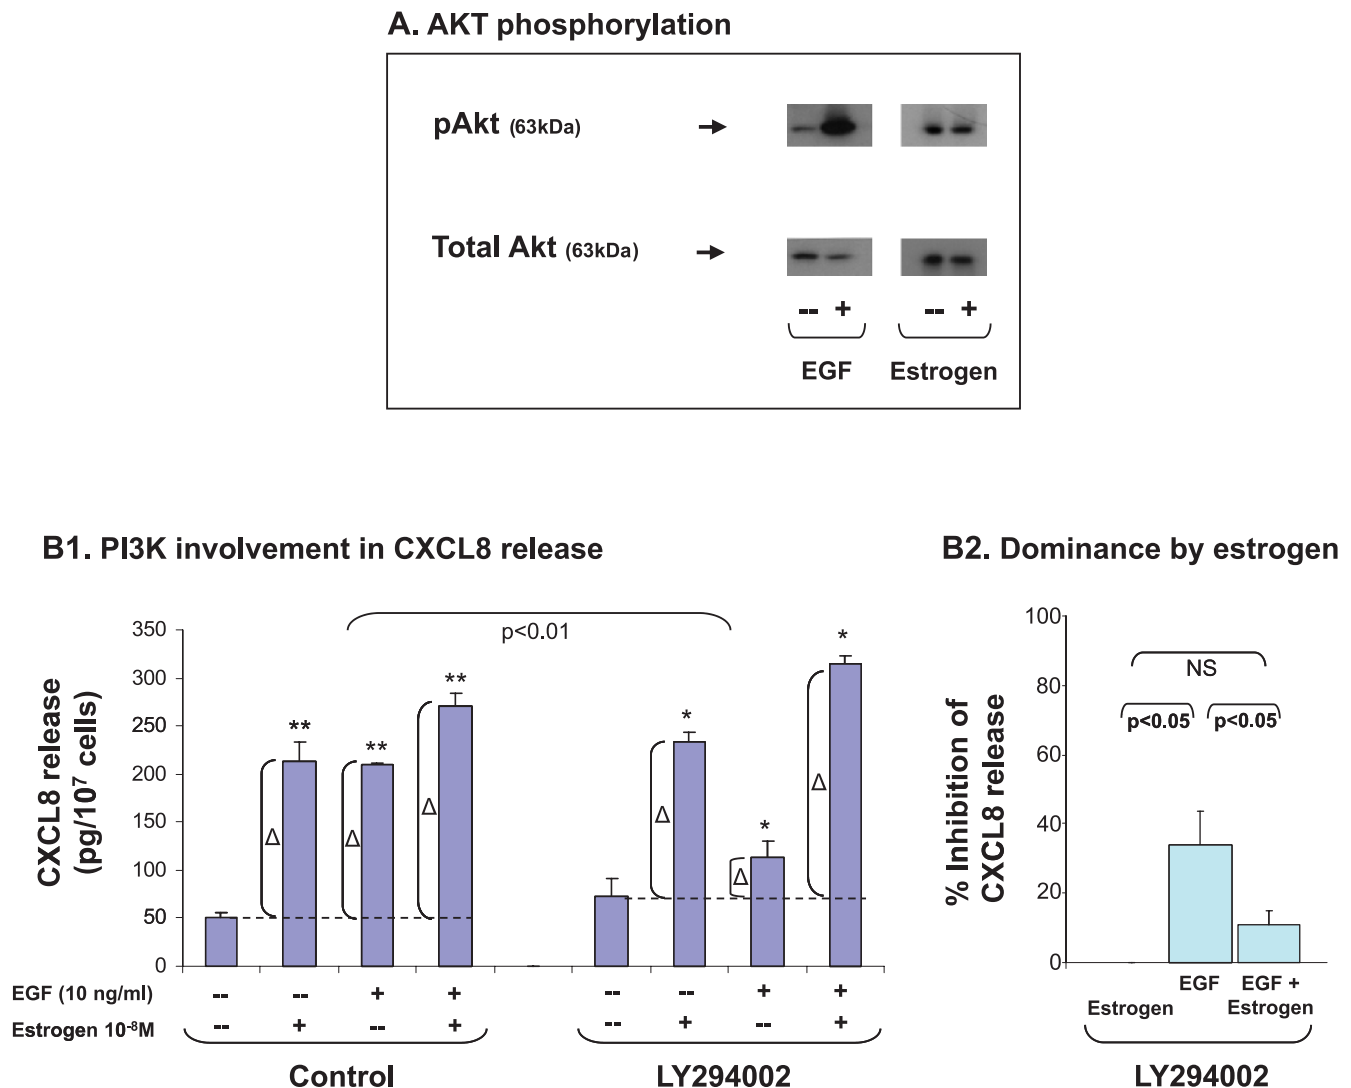 A. AKT phosphorylation
pAkt (63kDa)
Total Akt (63kDa)
-- + -- +
EGF Estrogen
B1. PI3K involvement in CXCL8 release
B2. Dominance by estrogen
CXCL8 release
(pg/10⁷ cells)
350
300
250
200
150
100
50
0
p<0.01
** ** ** * * *
Δ Δ Δ Δ Δ Δ
EGF (10 ng/ml) -- -- + + -- -- + +
Estrogen 10⁻⁸M -- + -- + -- + -- +
Control LY294002
% Inhibition of
CXCL8 release
100
80
60
40
20
0
NS
p<0.05 p<0.05
Estrogen EGF EGF +
Estrogen
LY294002